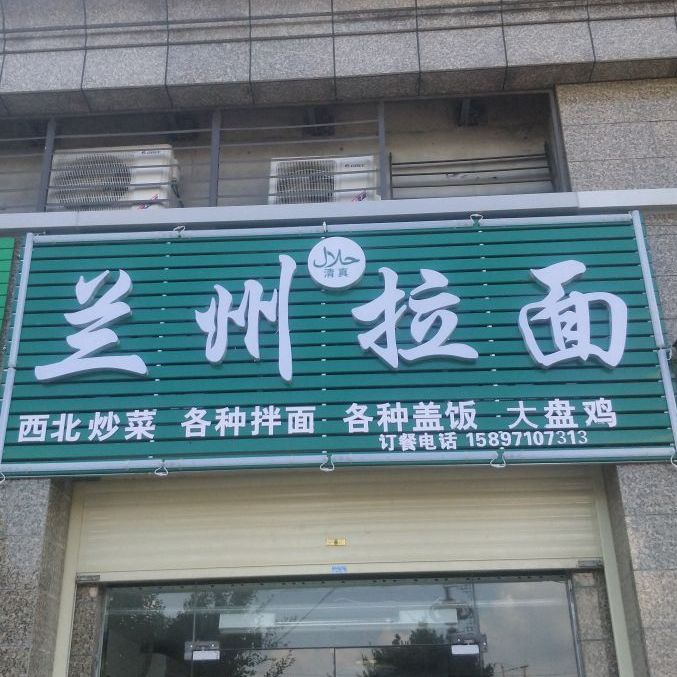 حلال
清真
兰州拉面
西北炒菜 各种拌面 各种盖饭 大盘鸡
订餐电话 15897107313